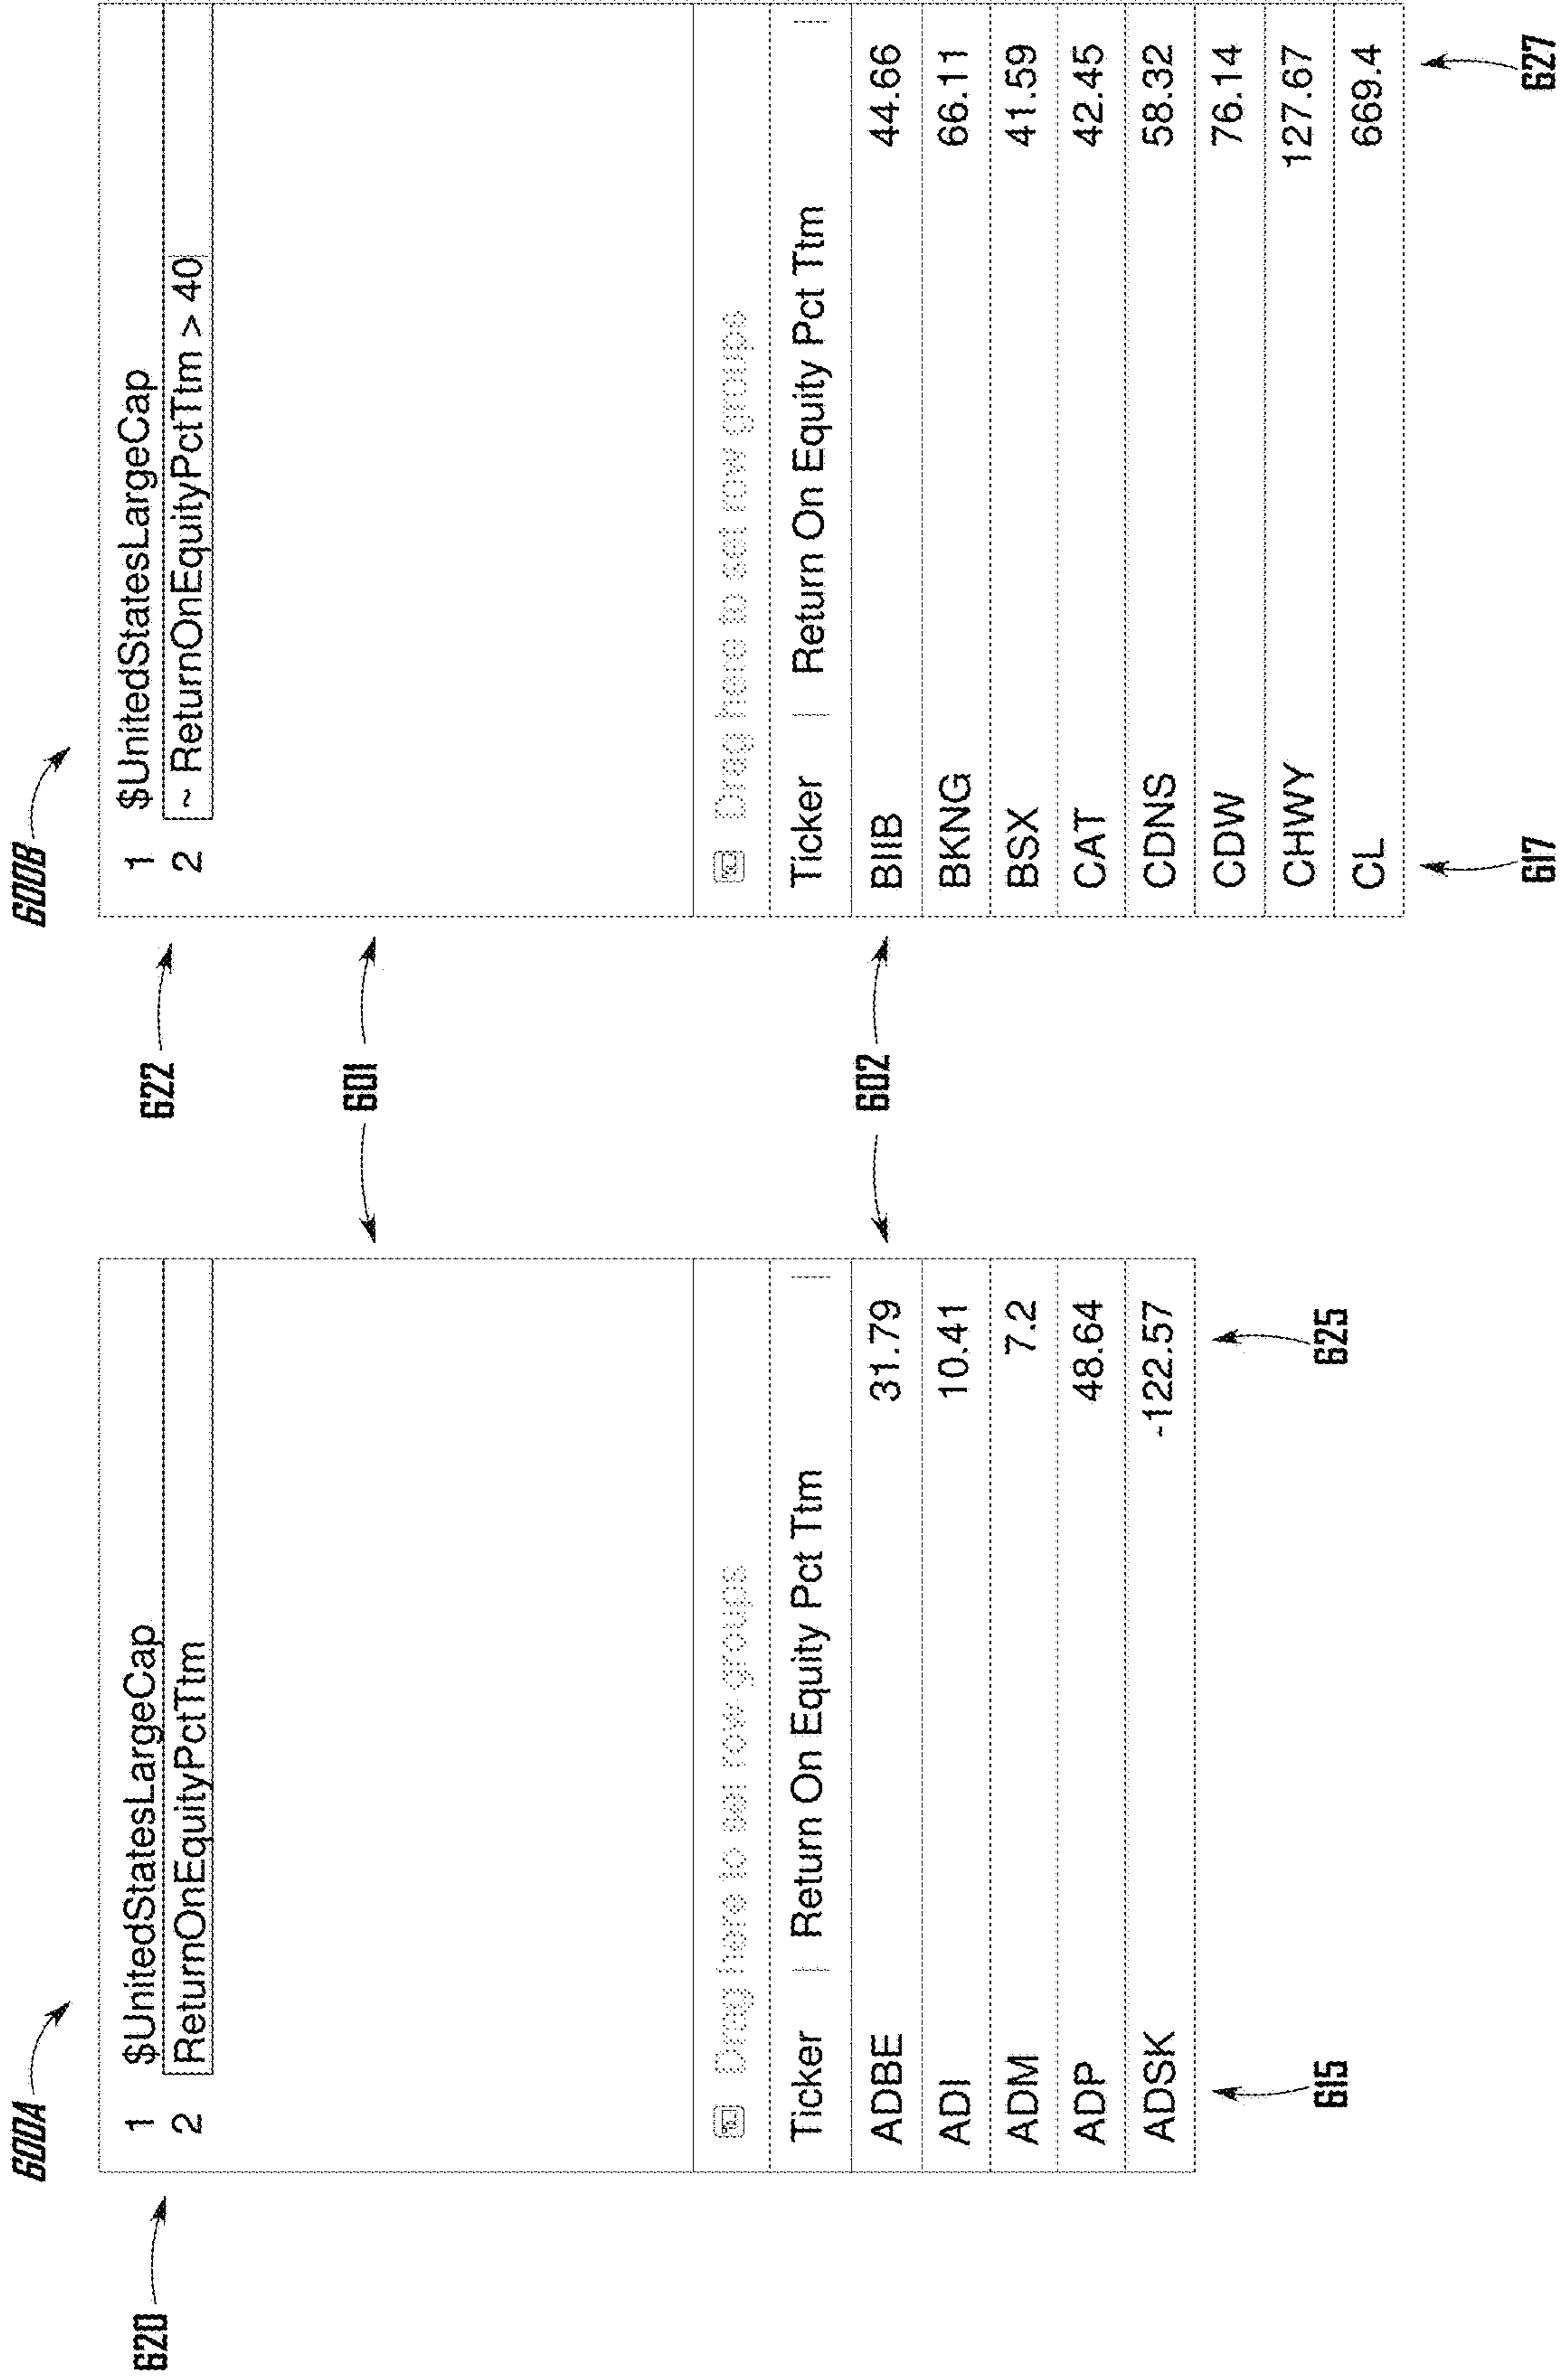 600A
620
1 $UnitedStatesLargeCap
2 ReturnOnEquityPctTtm
Drag here to set row groups
Ticker | Return On Equity Pct Ttm
ADBE 31.79
ADI 10.41
ADM 7.2
ADP 48.64
ADSK -122.57
615
625
622
601
602
600B
1 $UnitedStatesLargeCap
2 ~ ReturnOnEquityPctTtm > 40
Drag here to set row groups
Ticker | Return On Equity Pct Ttm
BIIB 44.66
BKNG 66.11
BSX 41.59
CAT 42.45
CDNS 58.32
CDW 76.14
CHWY 127.67
CL 669.4
617
627